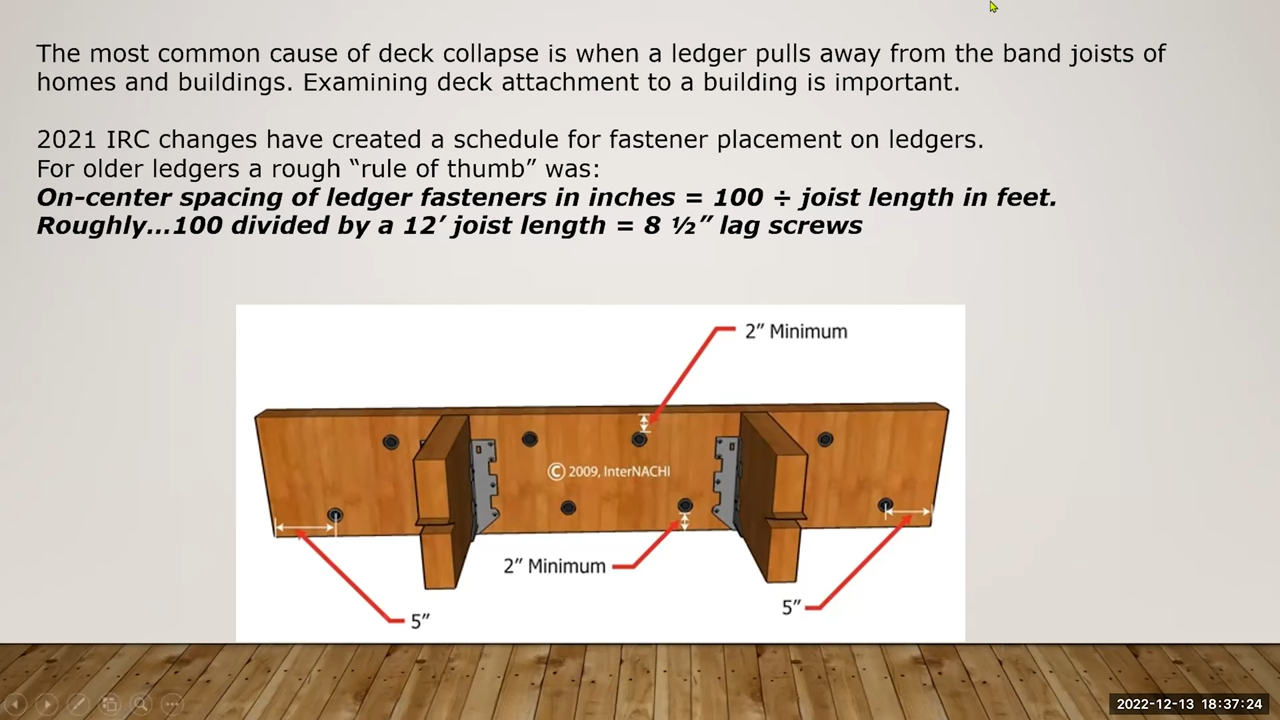 The most common cause of deck collapse is when a ledger pulls away from the band joists of
homes and buildings. Examining deck attachment to a building is important.
2021 IRC changes have created a schedule for fastener placement on ledgers.
For older ledgers a rough “rule of thumb” was:
On-center spacing of ledger fasteners in inches = 100 ÷ joist length in feet.
Roughly...100 divided by a 12’ joist length = 8 ½” lag screws
2” Minimum
© 2009, InterNACHI
2” Minimum
5”
5”
2022-12-13 18:37:24